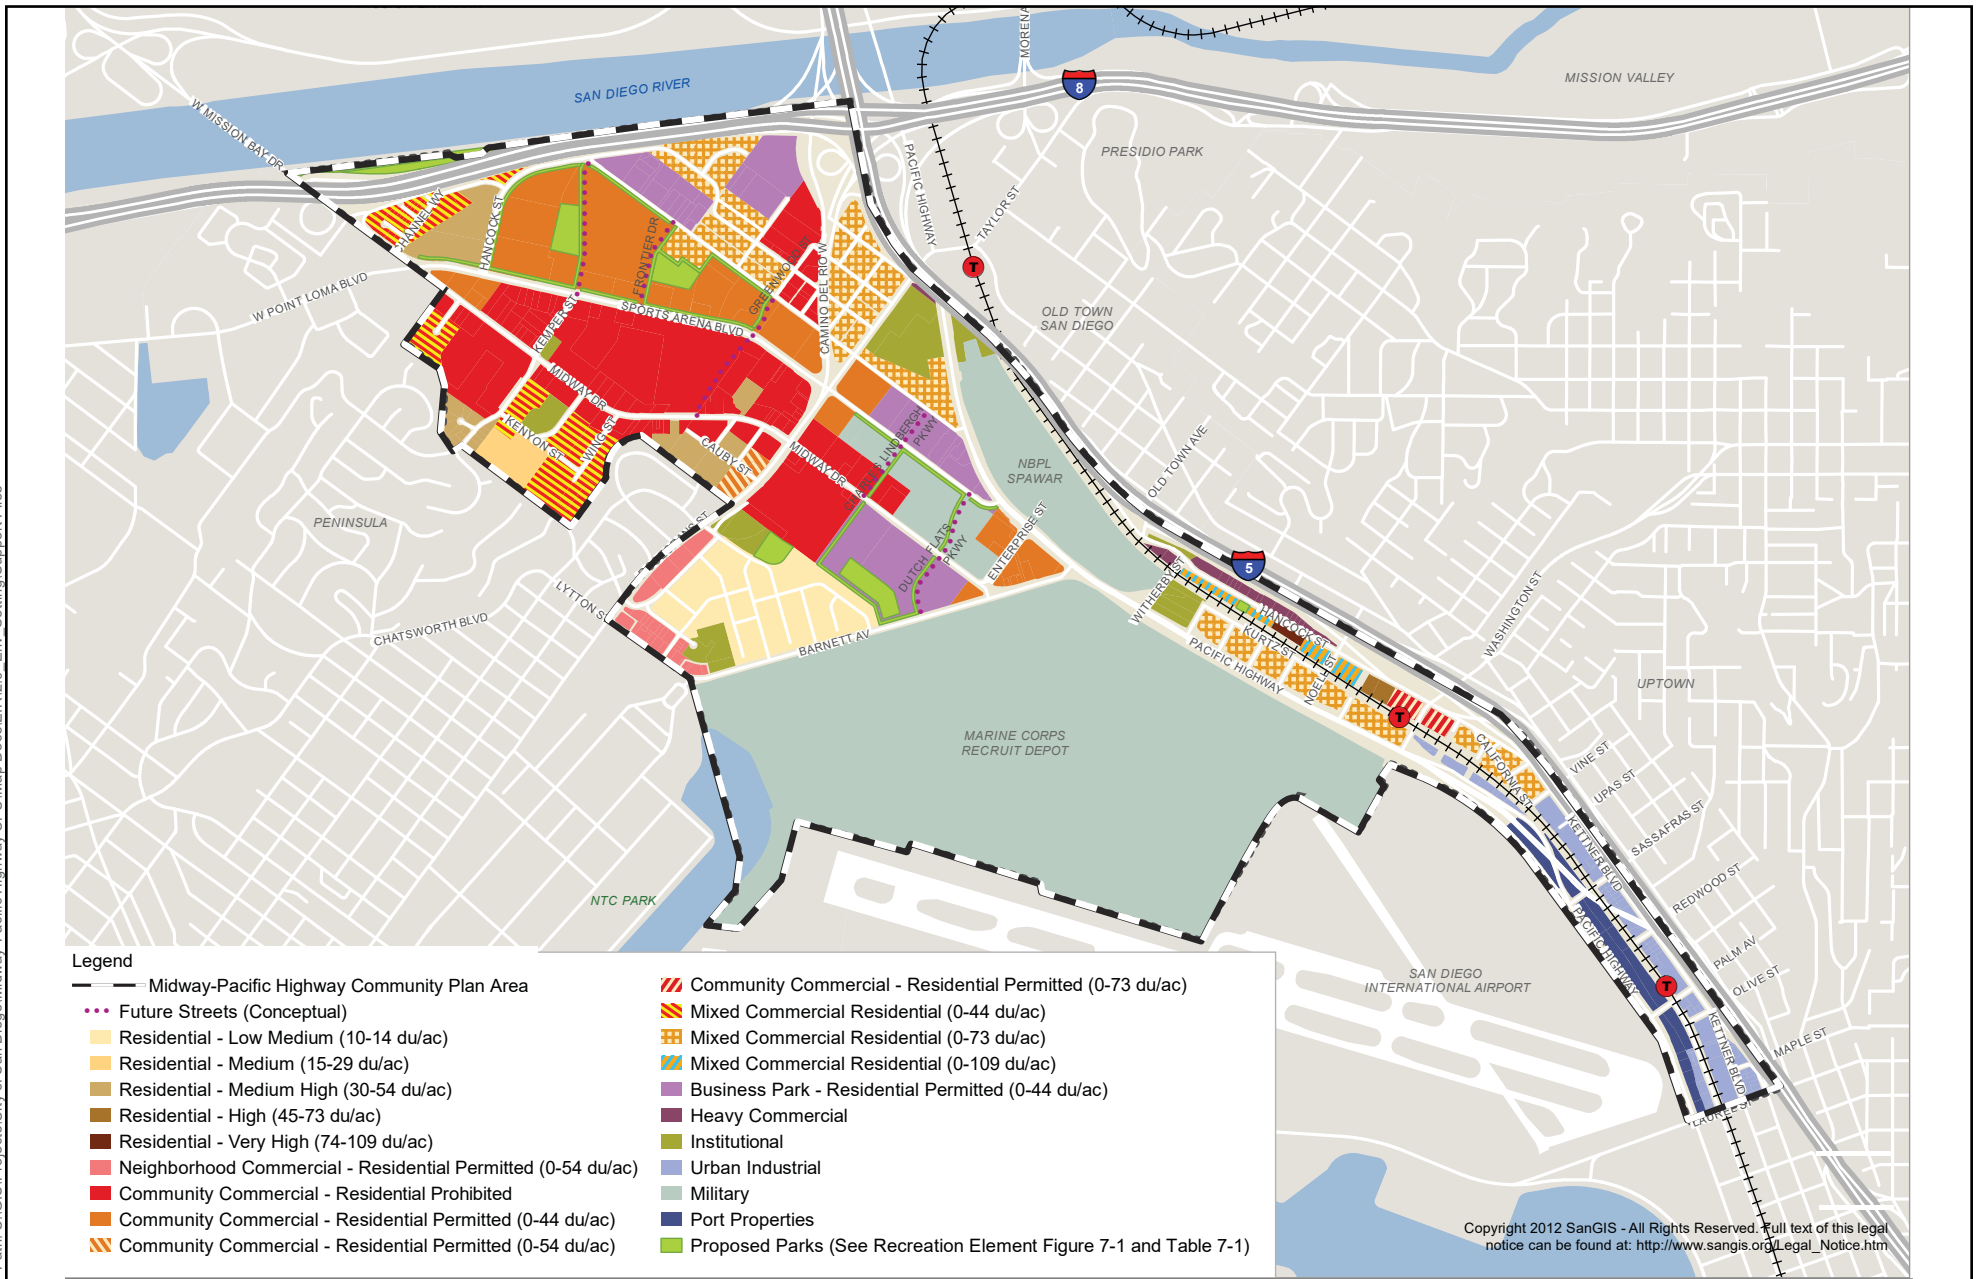 SAN DIEGO RIVER
MORENA
8
MISSION VALLEY
W MISSION BAY DR
PACIFIC HIGHWAY
PRESIDIO PARK
TAYLOR ST
CHANNEL WY
HANCOCK ST
FRONTIER DR
GREENWOOD ST
CAMINO DEL RIO W
T
W POINT LOMA BLVD
KEMPER ST
SPORTS ARENA BLVD
OLD TOWN
SAN DIEGO
MIDWAY DR
KENYON ST
WING ST
CAUBY ST
MIDWAY DR
CHARLES LINDBERGH
PKWY
NBPL
SPAWAR
OLD TOWN AVE
PENINSULA
DUTCH FLATS
PKWY
ENTERPRISE ST
5
WITHERBY ST
LYTTON S
CHATSWORTH BLVD
BARNETT AV
HANCOCK ST
KURTZ ST
PACIFIC HIGHWAY
NOELL ST
WASHINGTON ST
UPTOWN
MARINE CORPS
RECRUIT DEPOT
T
CALIFORNIA ST
VINE ST
UPAS ST
SASSAFRAS ST
KETTNER BLVD
REDWOOD ST
NTC PARK
PACIFIC HIGHWAY
PALM AV
OLIVE ST
SAN DIEGO
INTERNATIONAL AIRPORT
T
KETTNER BLVD
MAPLE ST
LAUREL ST
Legend
Midway-Pacific Highway Community Plan Area
Future Streets (Conceptual)
Residential - Low Medium (10-14 du/ac)
Residential - Medium (15-29 du/ac)
Residential - Medium High (30-54 du/ac)
Residential - High (45-73 du/ac)
Residential - Very High (74-109 du/ac)
Neighborhood Commercial - Residential Permitted (0-54 du/ac)
Community Commercial - Residential Prohibited
Community Commercial - Residential Permitted (0-44 du/ac)
Community Commercial - Residential Permitted (0-54 du/ac)
Community Commercial - Residential Permitted (0-73 du/ac)
Mixed Commercial Residential (0-44 du/ac)
Mixed Commercial Residential (0-73 du/ac)
Mixed Commercial Residential (0-109 du/ac)
Business Park - Residential Permitted (0-44 du/ac)
Heavy Commercial
Institutional
Urban Industrial
Military
Port Properties
Proposed Parks (See Recreation Element Figure 7-1 and Table 7-1)
Copyright 2012 SanGIS - All Rights Reserved. Full text of this legal
notice can be found at: http://www.sangis.org/Legal_Notice.htm